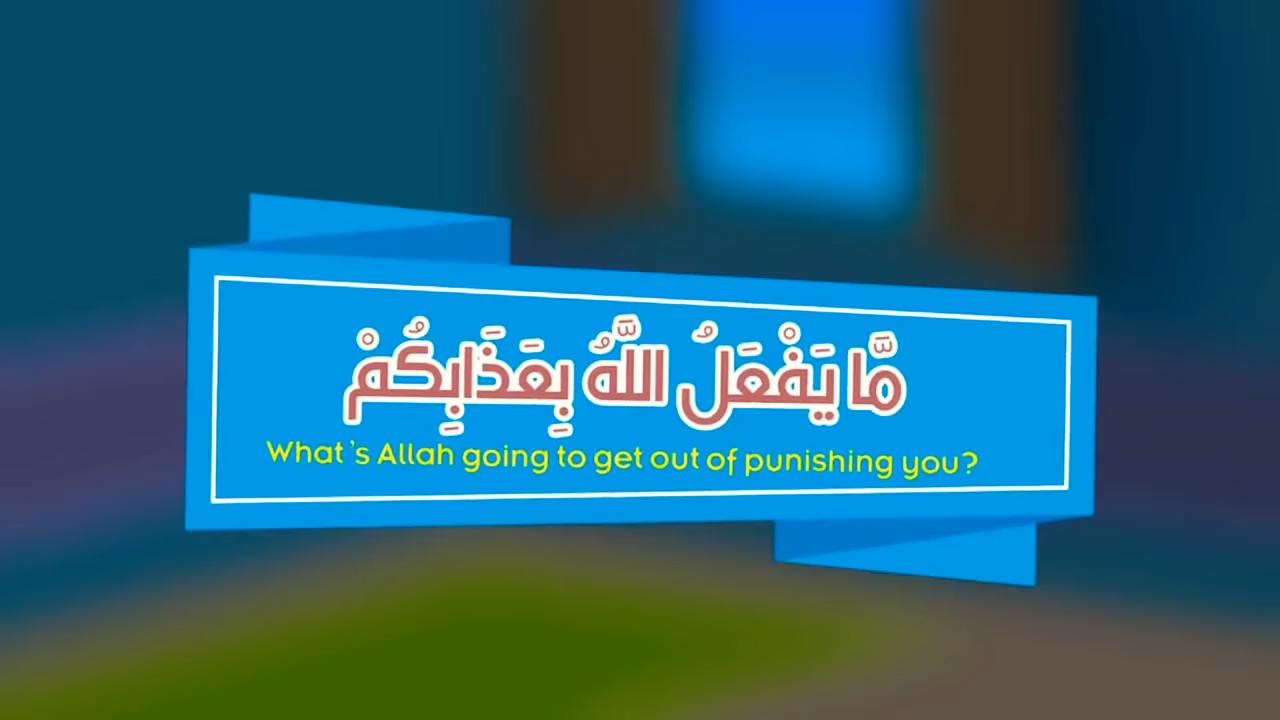 مَّا يَفْعَلُ اللَّهُ بِعَذَابِكُمْ
What's Allah going to get out of punishing you?